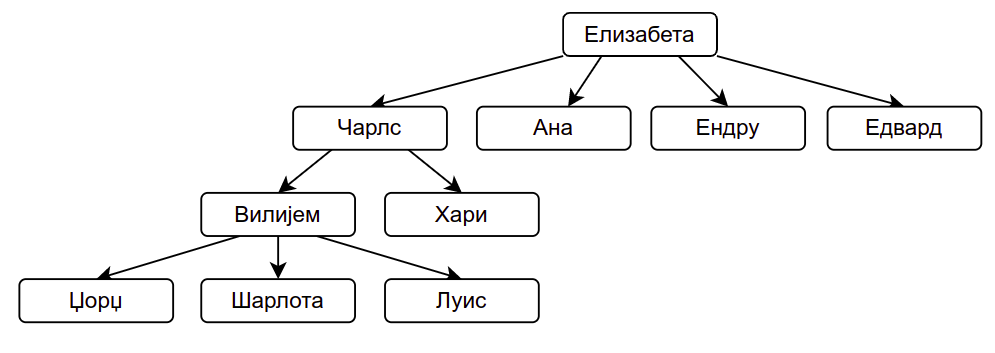 Елизабета
Чарлс
Ана
Ендру
Едвард
Вилијем
Хари
Џорџ
Шарлота
Луис